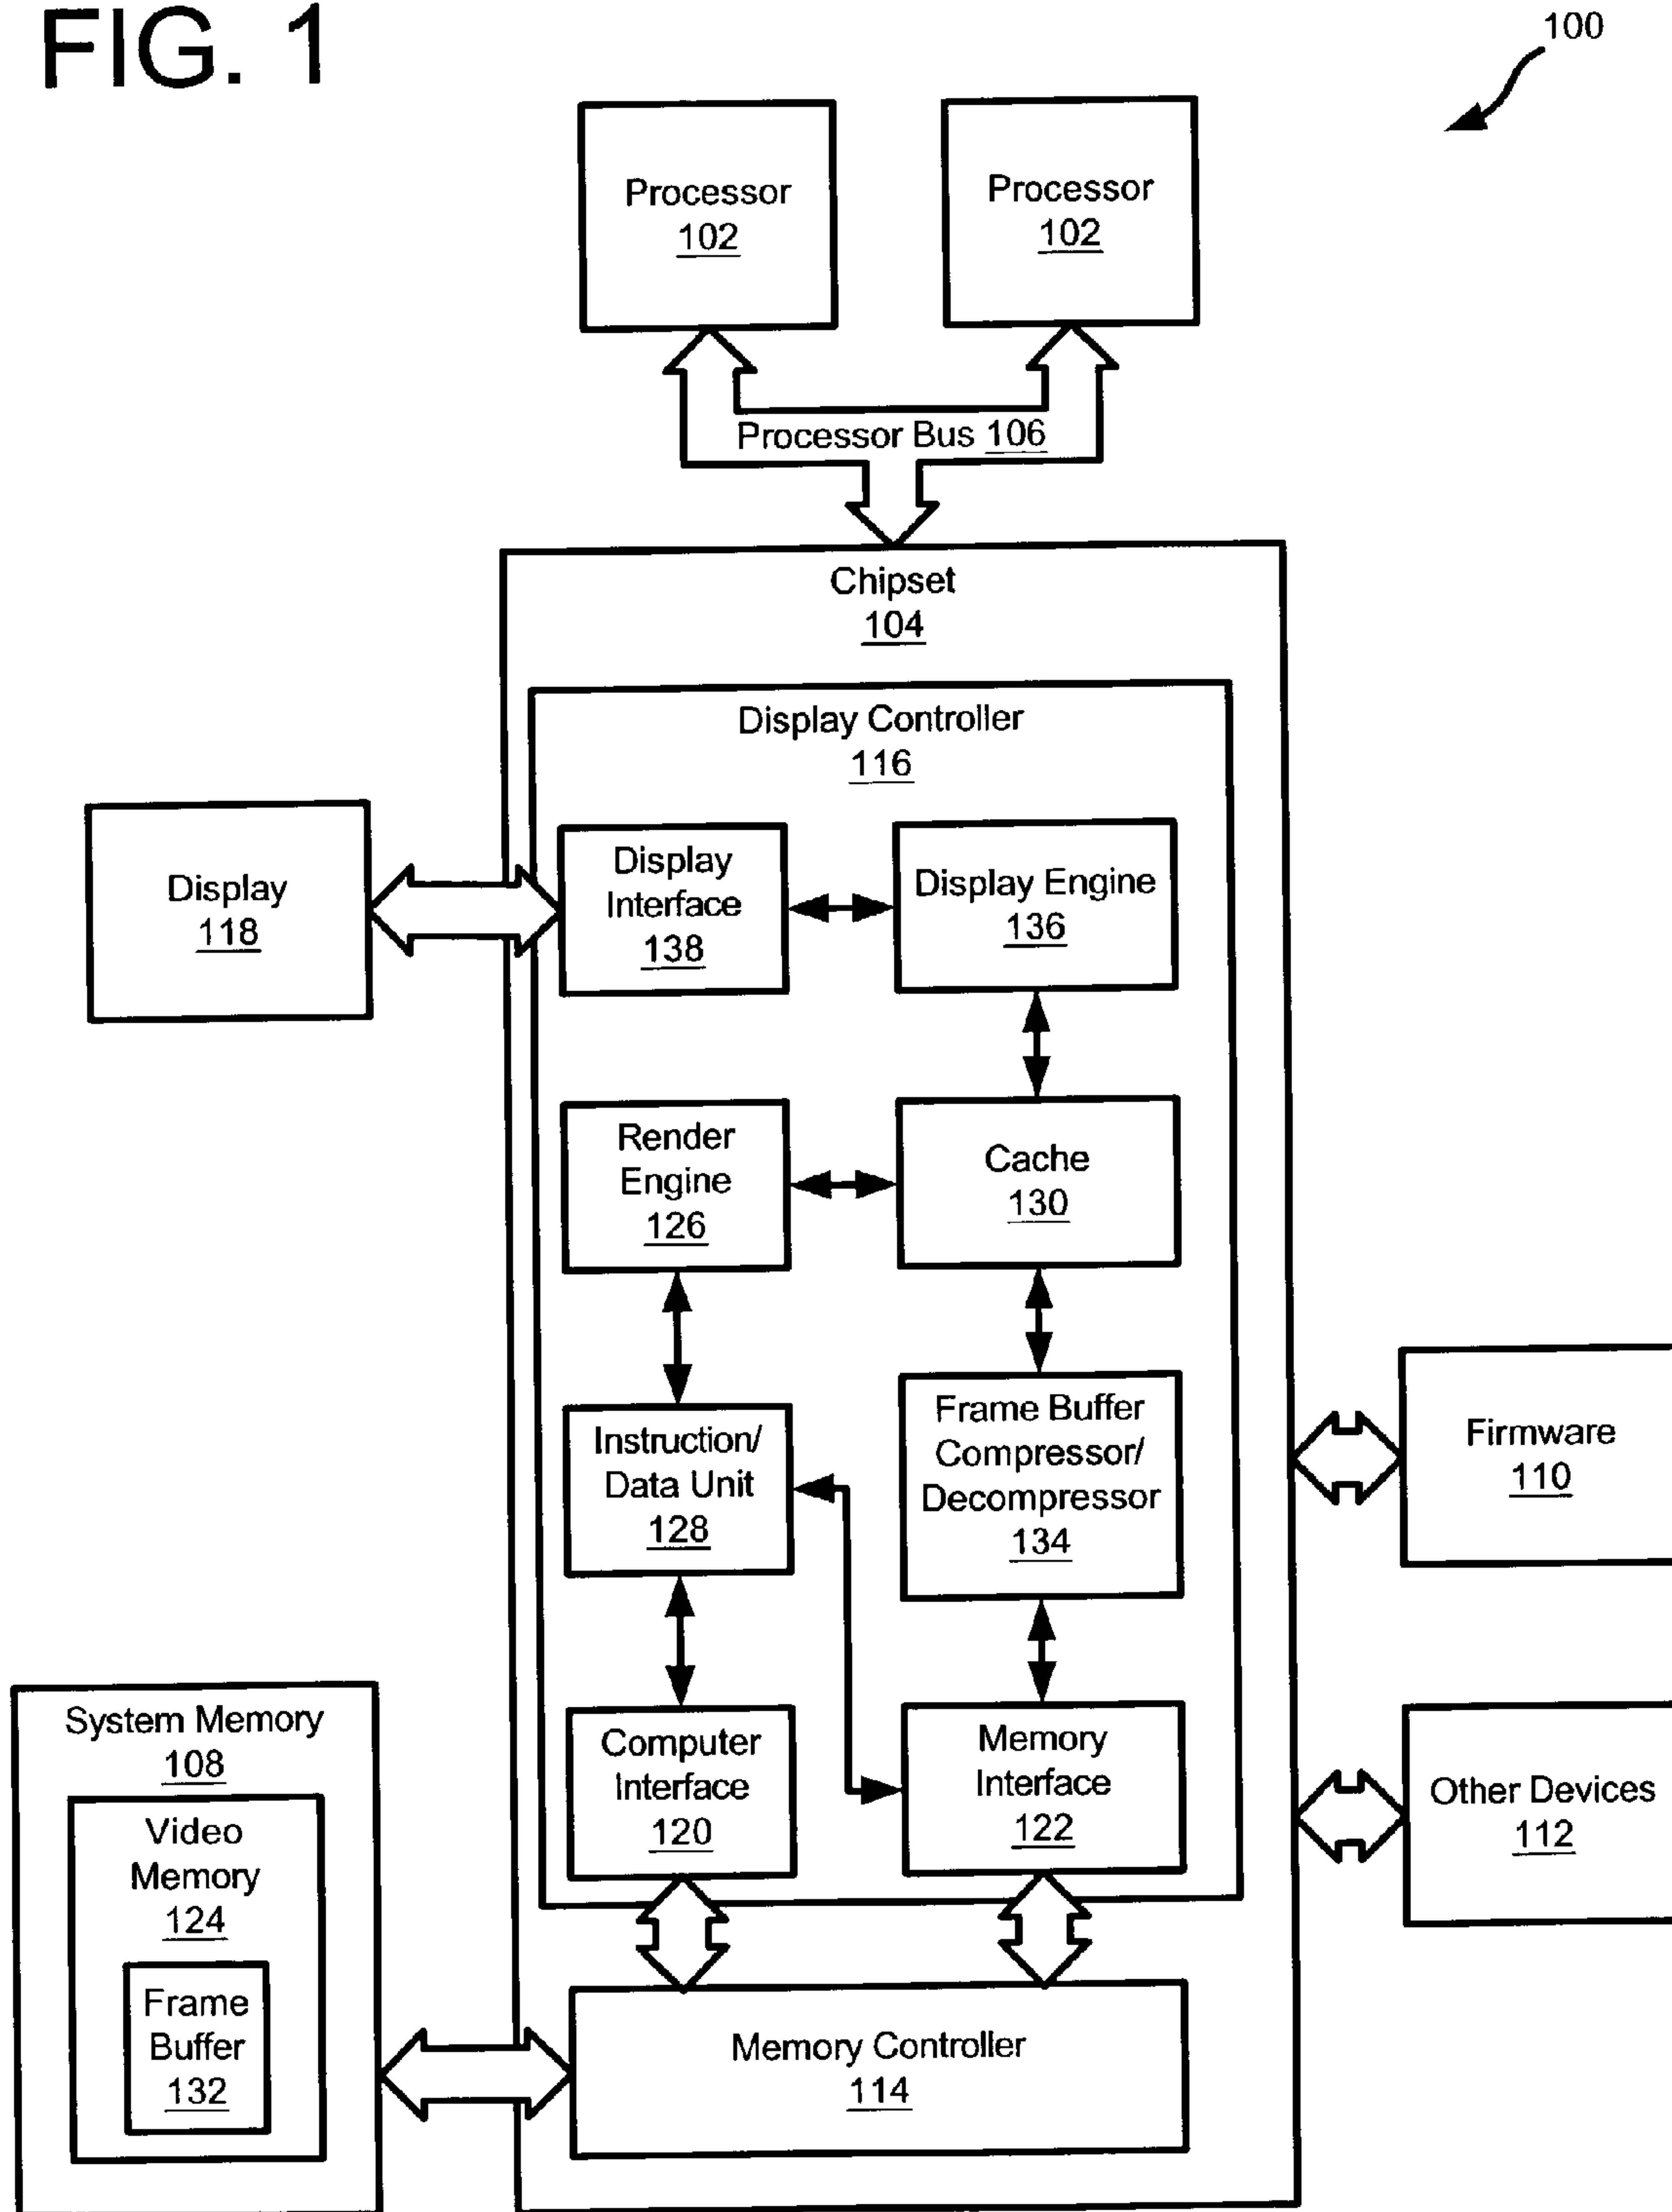 FIG. 1
100
Processor
102
Processor
102
Processor Bus 106
Chipset
104
Display Controller
116
Display
118
Display
Interface
138
Display Engine
136
Render
Engine
126
Cache
130
Instruction/
Data Unit
128
Frame Buffer
Compressor/
Decompressor
134
Firmware
110
System Memory
108
Video
Memory
124
Frame
Buffer
132
Computer
Interface
120
Memory
Interface
122
Other Devices
112
Memory Controller
114